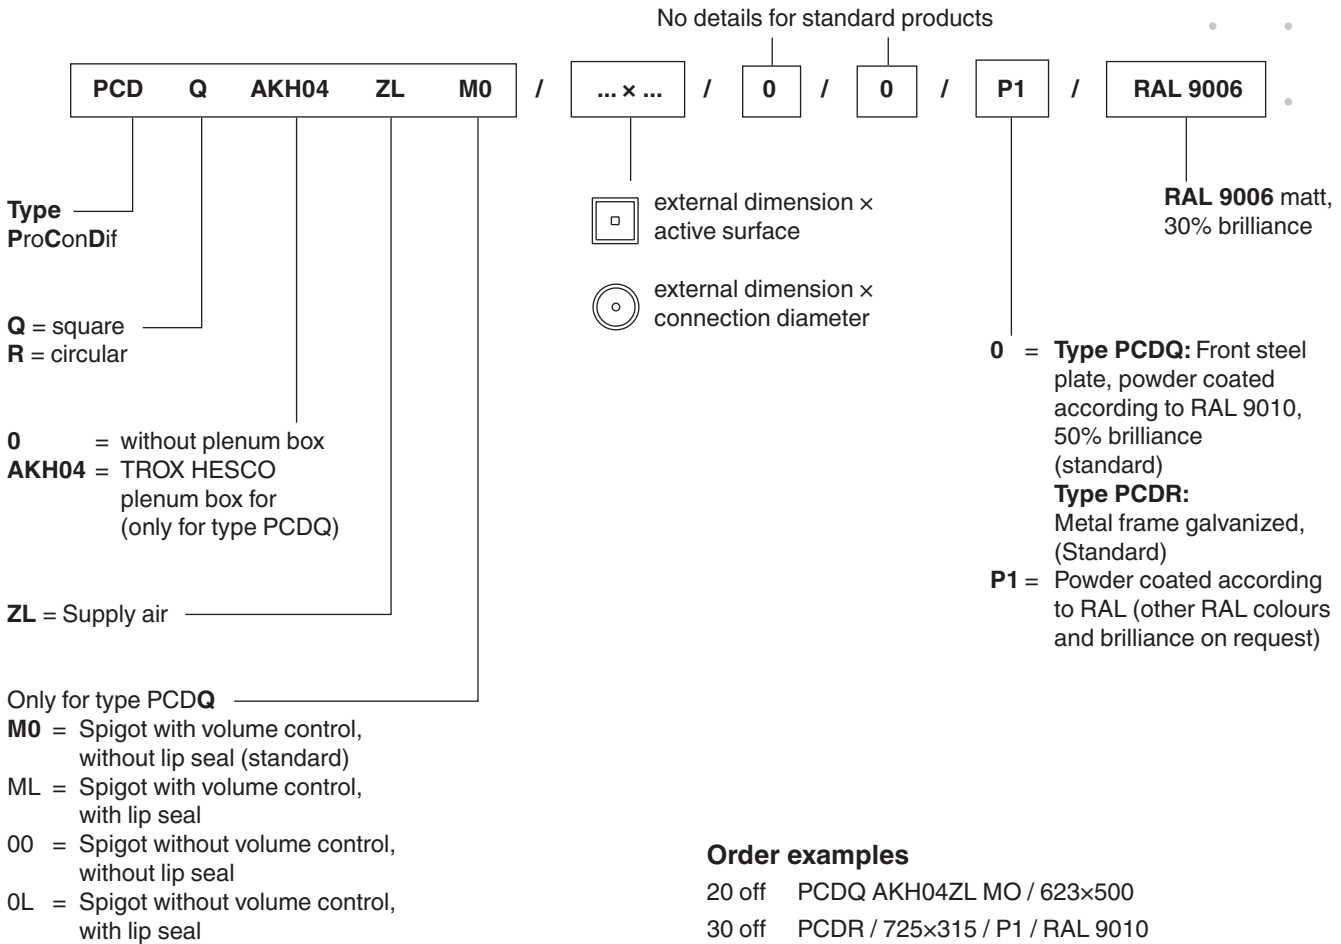 No details for standard products
PCD Q AKH04 ZL M0 / ... × ... / 0 / 0 / P1 / RAL 9006
Type
ProConDif
Q = square
R = circular
0 = without plenum box
AKH04 = TROX HESCO
plenum box for
(only for type PCDQ)
ZL = Supply air
Only for type PCDQ
M0 = Spigot with volume control,
without lip seal (standard)
ML = Spigot with volume control,
with lip seal
00 = Spigot without volume control,
without lip seal
0L = Spigot without volume control,
with lip seal
external dimension ×
active surface
external dimension ×
connection diameter
RAL 9006 matt,
30% brilliance
0 = Type PCDQ: Front steel
plate, powder coated
according to RAL 9010,
50% brilliance
(standard)
Type PCDR:
Metal frame galvanized,
(Standard)
P1 = Powder coated according
to RAL (other RAL colours
and brilliance on request)
Order examples
20 off PCDQ AKH04ZL MO / 623×500
30 off PCDR / 725×315 / P1 / RAL 9010